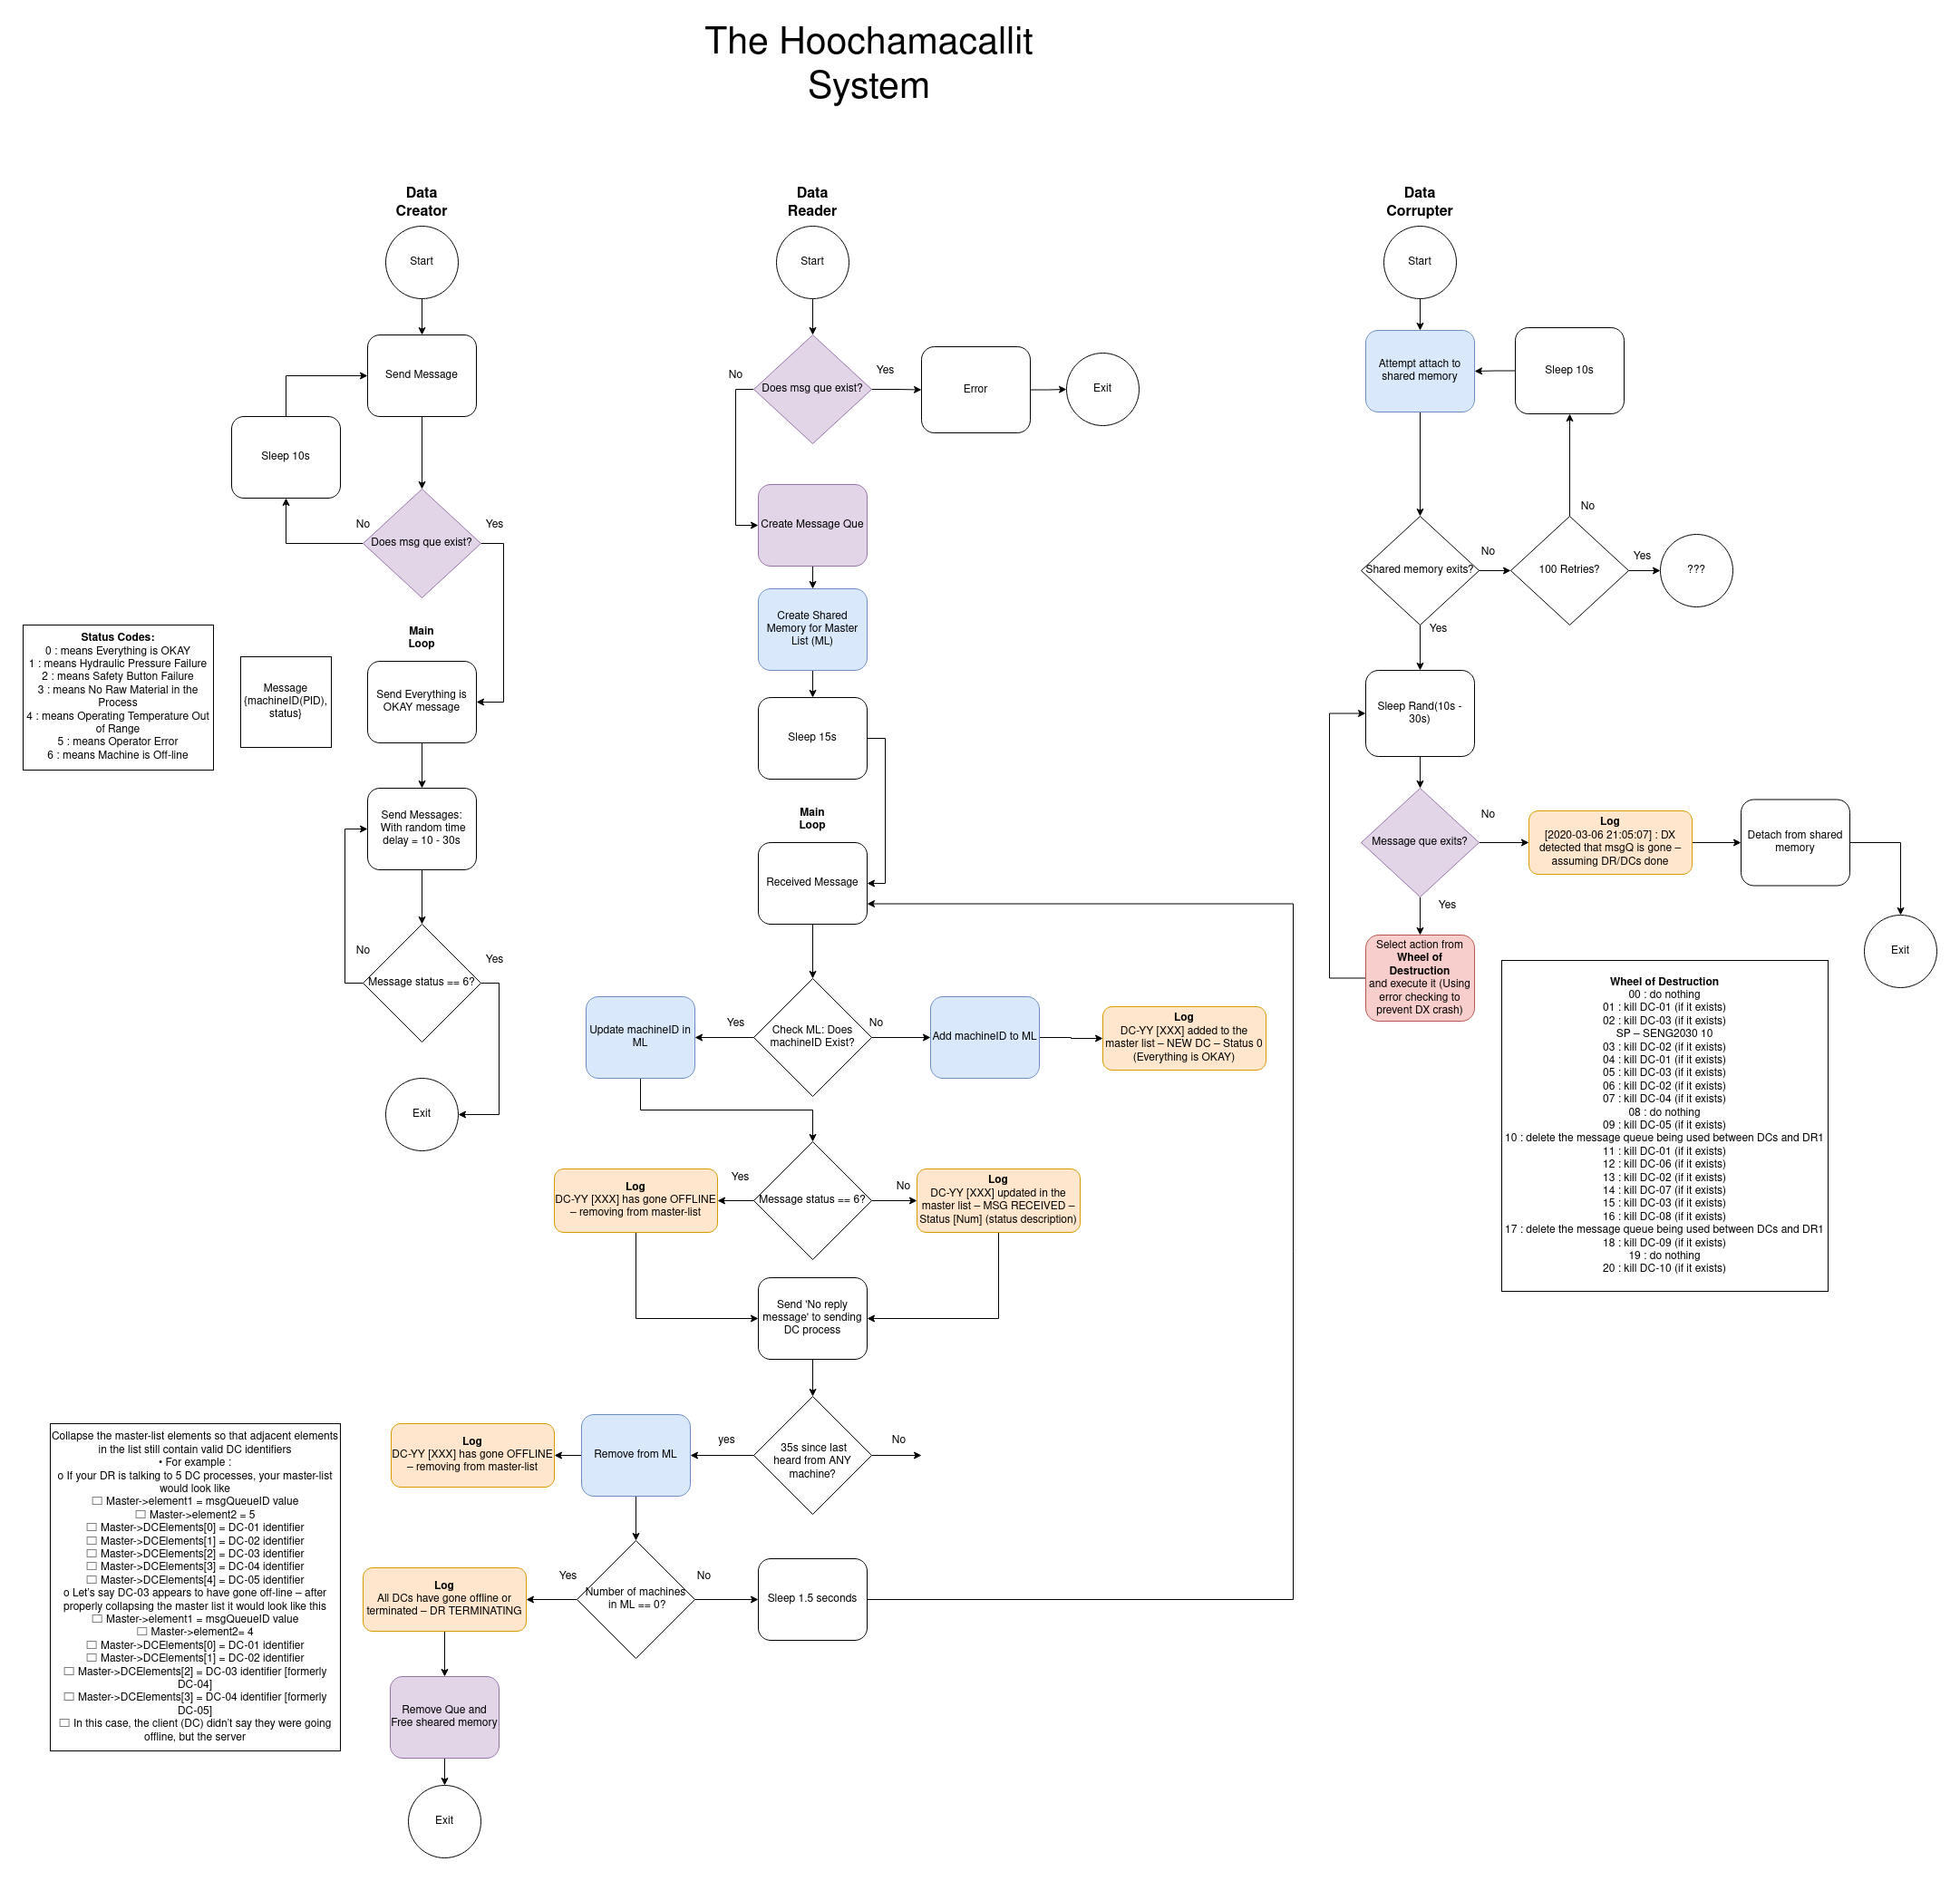 The Hoochamacallit
System
Data
Creator
Start
Send Message
Sleep 10s
No
Yes
Does msg que exist?
Main
Loop
Status Codes:
0 : means Everything is OKAY
1 : means Hydraulic Pressure Failure
2 : means Safety Button Failure
3 : means No Raw Material in the
Process
4 : means Operating Temperature Out
of Range
5 : means Operator Error
6 : means Machine is Off-line
Message
{machineID(PID),
status}
Send Everything is
OKAY message
Send Messages:
With random time
delay = 10 - 30s
No
Yes
Message status == 6?
Exit
Data
Reader
Start
No
Yes
Does msg que exist?
Error
Exit
Create Message Que
Create Shared
Memory for Master
List (ML)
Sleep 15s
Main
Loop
Received Message
Yes
No
Check ML: Does
machineID Exist?
Update machineID in
ML
Add machineID to ML
Log
DC-YY [XXX] added to the
master list – NEW DC – Status 0
(Everything is OKAY)
Yes
No
Message status == 6?
Log
DC-YY [XXX] has gone OFFLINE
– removing from master-list
Log
DC-YY [XXX] updated in the
master list – MSG RECEIVED –
Status [Num] (status description)
Send 'No reply
message' to sending
DC process
yes
No
35s since last
heard from ANY
machine?
Remove from ML
Log
DC-YY [XXX] has gone OFFLINE
– removing from master-list
Yes
No
Number of machines
in ML == 0?
Sleep 1.5 seconds
Log
All DCs have gone offline or
terminated – DR TERMINATING
Remove Que and
Free sheared memory
Exit
Collapse the master-list elements so that adjacent elements
in the list still contain valid DC identifiers
• For example :
o If your DR is talking to 5 DC processes, your master-list
would look like
□ Master->element1 = msgQueueID value
□ Master->element2 = 5
□ Master->DCElements[0] = DC-01 identifier
□ Master->DCElements[1] = DC-02 identifier
□ Master->DCElements[2] = DC-03 identifier
□ Master->DCElements[3] = DC-04 identifier
□ Master->DCElements[4] = DC-05 identifier
o Let's say DC-03 appears to have gone off-line – after
properly collapsing the master list it would look like this
□ Master->element1 = msgQueueID value
□ Master->element2= 4
□ Master->DCElements[0] = DC-01 identifier
□ Master->DCElements[1] = DC-02 identifier
□ Master->DCElements[2] = DC-03 identifier [formerly
DC-04]
□ Master->DCElements[3] = DC-04 identifier [formerly
DC-05]
□ In this case, the client (DC) didn't say they were going
offline, but the server
Data
Corrupter
Start
Attempt attach to
shared memory
Sleep 10s
No
No
Yes
Shared memory exits?
100 Retries?
???
Yes
Sleep Rand(10s -
30s)
No
Message que exits?
Yes
Log
[2020-03-06 21:05:07] : DX
detected that msgQ is gone –
assuming DR/DCs done
Detach from shared
memory
Exit
Select action from
Wheel of
Destruction
and execute it (Using
error checking to
prevent DX crash)
Wheel of Destruction
00 : do nothing
01 : kill DC-01 (if it exists)
02 : kill DC-03 (if it exists)
SP – SENG2030 10
03 : kill DC-02 (if it exists)
04 : kill DC-01 (if it exists)
05 : kill DC-03 (if it exists)
06 : kill DC-02 (if it exists)
07 : kill DC-04 (if it exists)
08 : do nothing
09 : kill DC-05 (if it exists)
10 : delete the message queue being used between DCs and DR1
11 : kill DC-01 (if it exists)
12 : kill DC-06 (if it exists)
13 : kill DC-02 (if it exists)
14 : kill DC-07 (if it exists)
15 : kill DC-03 (if it exists)
16 : kill DC-08 (if it exists)
17 : delete the message queue being used between DCs and DR1
18 : kill DC-09 (if it exists)
19 : do nothing
20 : kill DC-10 (if it exists)